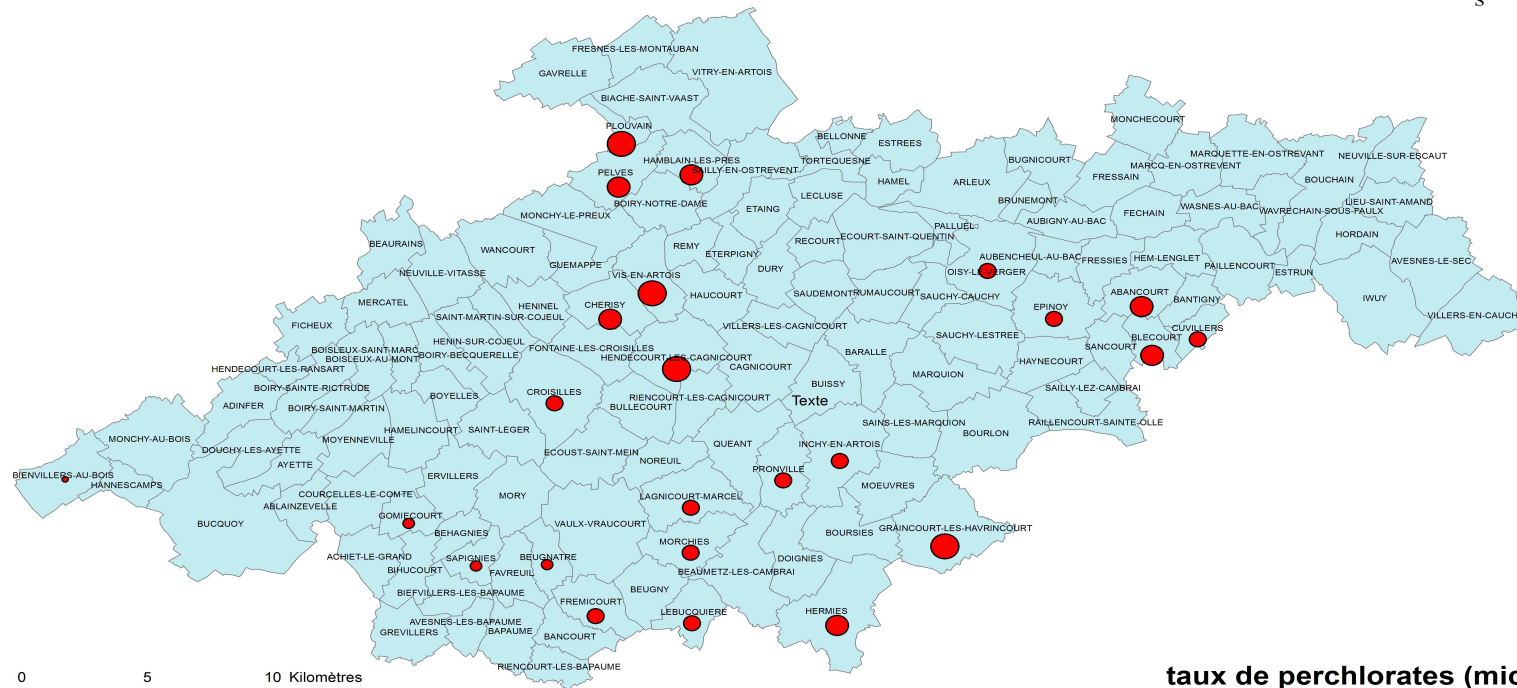 S
FRESNES-LES-MONTAUBAN
GAVRELLE
VITRY-EN-ARTOIS
BIACHE-SAINT-VAAST
PLOUVAIN
MONCHECOURT
BELLONNE
ESTREES
HAMBLAIN-LES-PRES
TORTEQUESNE
BUGNICOURT
MARQUETTE-EN-OSTREVANT
NEUVILLE-SUR-ESCAUT
MARCQ-EN-OSTREVENT
PELVES
SAILLY-EN-OSTREVENT
HAMEL
ARLEUX
FRESSAIN
BOUCHAIN
LECLUSE
BRUNEMONT
BOIRY-NOTRE-DAME
ETAING
WASNES-AU-BAC
LIEU-SAINT-AMAND
WAVRECHAIN-SOUS-FAULX
MONCHY-LE-PREUX
FECHAIN
AUBIGNY-AU-BAC
PALLUEL
ECOURT-SAINT-QUENTIN
HORDAIN
BEAURAINS
WANCOURT
REMY
RECOURT
ETERPIGNY
AUBENCHEUL-AU-BAC
FRESSIES
HEM-LENGLET
AVESNES-LE-SEC
GUEMAPPE
DURY
PAILLENCOURT
NEUVILLE-VITASSE
VIS-EN-ARTOIS
OISY-LE-VERGER
ESTRUN
HAUCOURT
SAUDEMONT
RUMAUCOURT
SAUCHY-CAUCHY
ABANCOURT
BANTIGNY
IWUY
MERCATEL
HENINEL
CHERISY
EPINOY
VILLERS-EN-CAUCH
SAINT-MARTIN-SUR-COJEUL
FICHEUX
VILLERS-LES-CAGNICOURT
CUVILLERS
SAUCHY-LESTREE
BLECOURT
HENIN-SUR-COJEUL
FONTAINE-LES-CROISILLES
SANCOURT
BOISLEUX-SAINT-MARC
BOIRY-BECQUERELLE
BARALLE
BOISLEUX-AU-MONT
HENDECOURT-LES-CAGNICOURT
HAYNECOURT
HENDECOURT-LES-RANSART
CAGNICOURT
MARQUION
BOIRY-SAINTE-RICTRUDE
BUISSY
SAILLY-LEZ-CAMBRAI
CROISILLES
BOYELLES
RIENCOURT-LES-CAGNICOURT
Texte
ADINFER
BOIRY-SAINT-MARTIN
BULLECOURT
SAINS-LES-MARQUION
RAILLENCOURT-SAINTE-OLLE
HAMELINCOURT
SAINT-LEGER
BOURLON
MONCHY-AU-BOIS
MOYENNEVILLE
QUEANT
INCHY-EN-ARTOIS
DOUCHY-LES-AYETTE
ECOUST-SAINT-MEIN
NOREUIL
AYETTE
PRONVILLE
BIENVILLERS-AU-BOIS
ERVILLERS
HANNESCAMPS
MOEUVRES
COURCELLES-LE-COMTE
MORY
LAGNICOURT-MARCEL
ABLAINZEVELLE
GOMIECOURT
BUCQUOY
VAULX-VRAUCOURT
GRAINCOURT-LES-HAVRINCOURT
BEHAGNIES
BOURSIES
MORCHIES
ACHIET-LE-GRAND
SAPIGNIES
BEUGNATRE
DOIGNIES
BIHUCOURT
FAVREUIL
BEAUMETZ-LES-CAMBRAI
BIEFVILLERS-LES-BAPAUME
BEUGNY
FREMICOURT
LEBUCQUIERE
HERMIES
AVESNES-LES-BAPAUME
GREVILLERS
BAPAUME
BANCOURT
RIENCOURT-LES-BAPAUME
0 5 10 Kilomètres
taux de perchlorates (mic